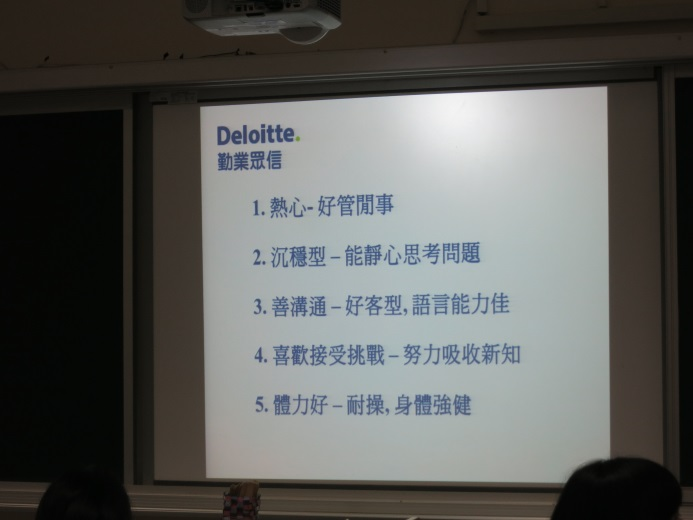 Deloitte.
勤業眾信
1. 熱心- 好管閒事
2. 沉穩型 – 能靜心思考問題
3. 善溝通 – 好客型, 語言能力佳
4. 喜歡接受挑戰 – 努力吸收新知
5. 體力好 – 耐操, 身體強健